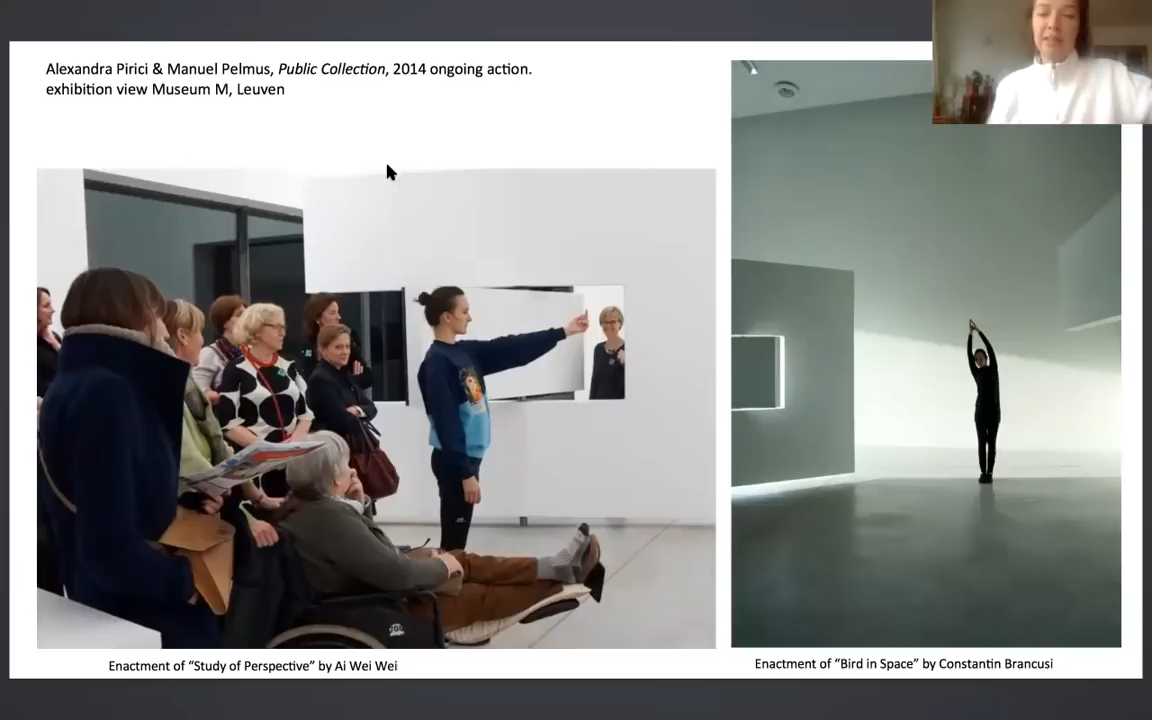 Alexandra Pirici & Manuel Pelmus, Public Collection, 2014 ongoing action.
exhibition view Museum M, Leuven
Enactment of “Study of Perspective” by Ai Wei Wei
Enactment of “Bird in Space” by Constantin Brancusi